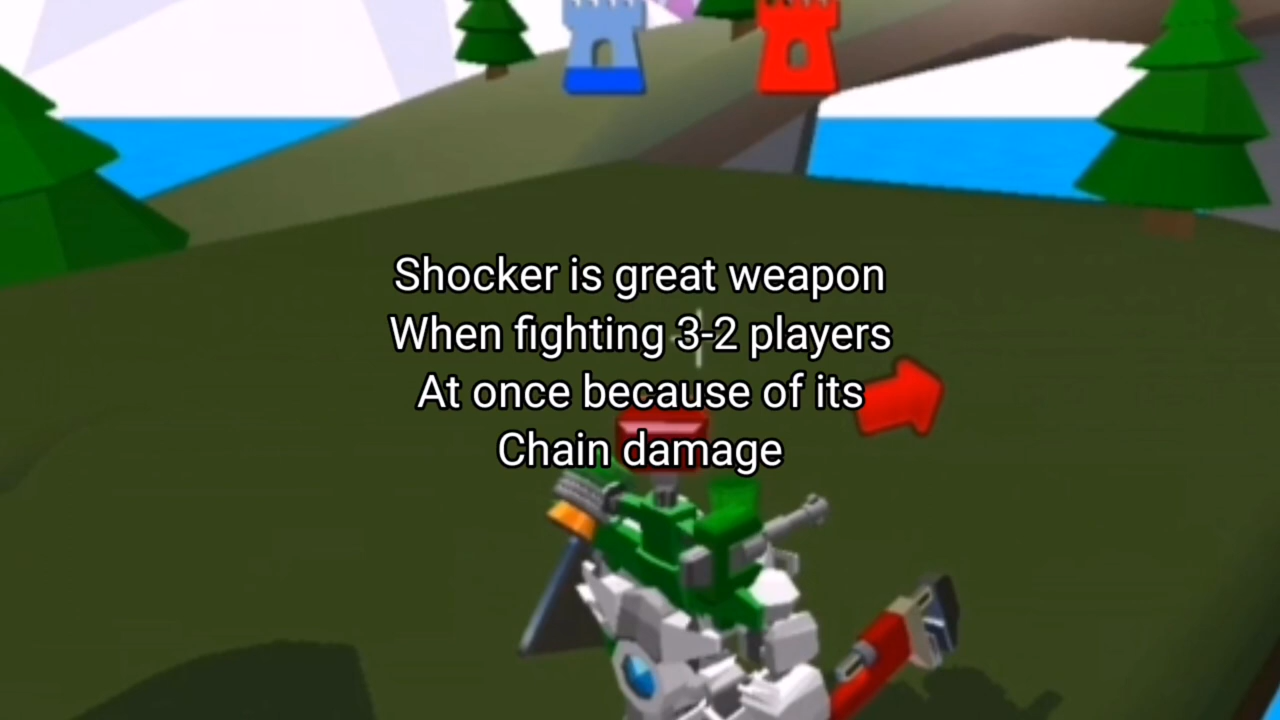 Shocker is great weapon
When fighting 3-2 players
At once because of its
Chain damage